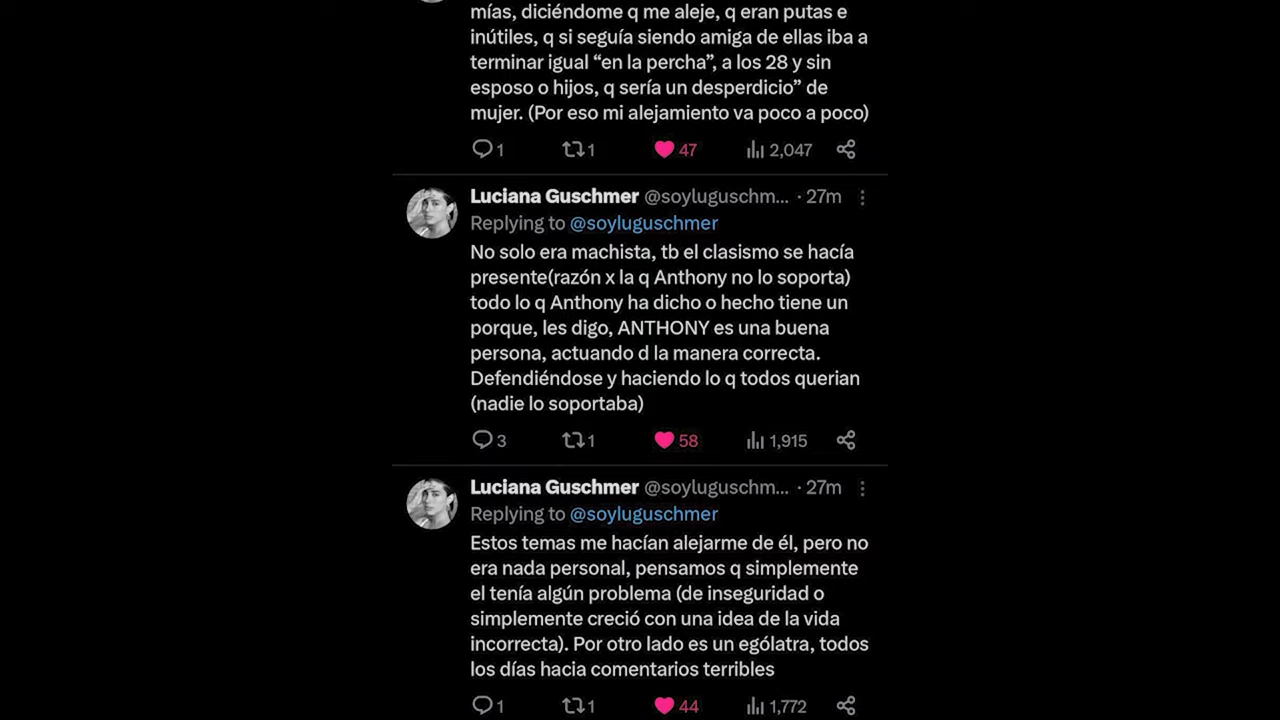 mías, diciéndome q me aleje, q eran putas e
inútiles, q si seguía siendo amiga de ellas iba a
terminar igual “en la percha”, a los 28 y sin
esposo o hijos, q sería un desperdicio” de
mujer. (Por eso mi alejamiento va poco a poco)
1 1 47 2,047
Luciana Guschmer @soyluguschm... · 27m
Replying to @soyluguschmer
No solo era machista, tb el clasismo se hacía
presente(razón x la q Anthony no lo soporta)
todo lo q Anthony ha dicho o hecho tiene un
porque, les digo, ANTHONY es una buena
persona, actuando d la manera correcta.
Defendiéndose y haciendo lo q todos querian
(nadie lo soportaba)
3 1 58 1,915
Luciana Guschmer @soyluguschm... · 27m
Replying to @soyluguschmer
Estos temas me hacían alejarme de él, pero no
era nada personal, pensamos q simplemente
el tenía algún problema (de inseguridad o
simplemente creció con una idea de la vida
incorrecta). Por otro lado es un ególatra, todos
los días hacia comentarios terribles
1 1 44 1,772